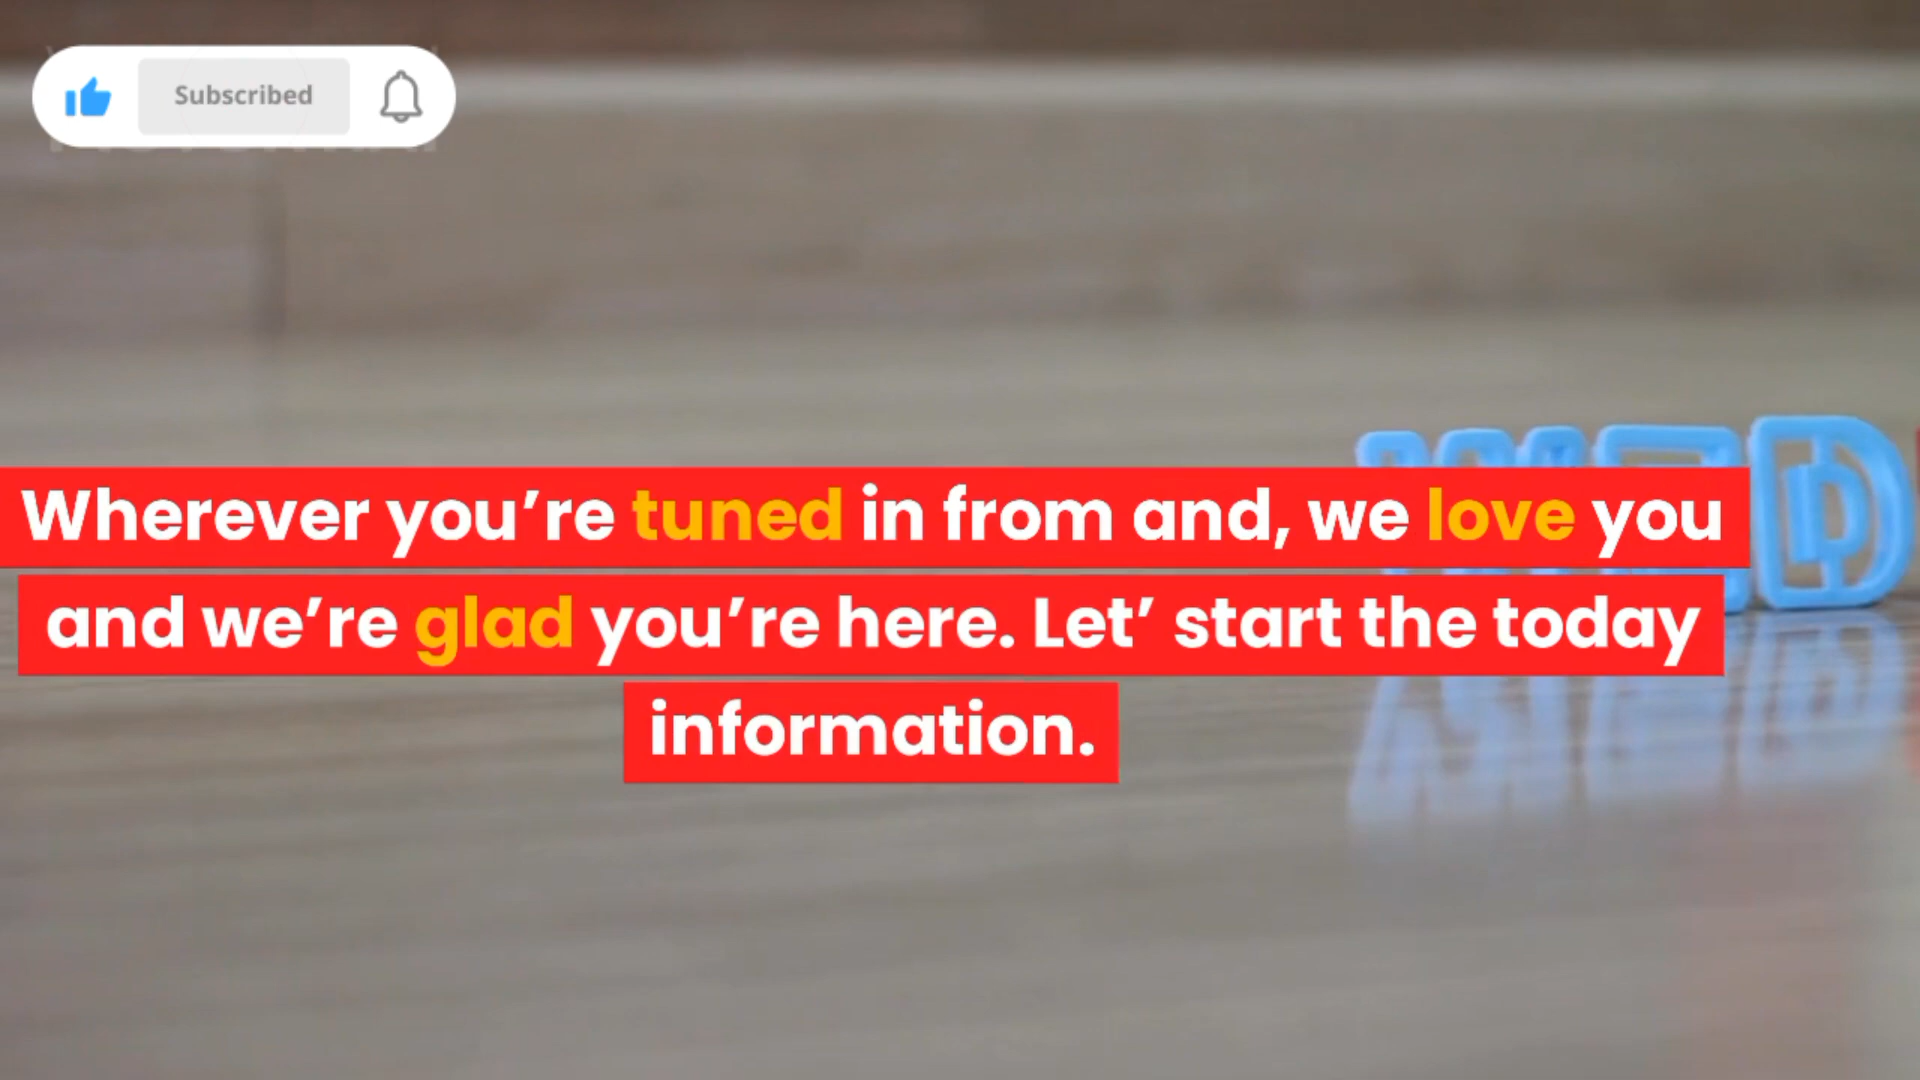 Subscribed
Wherever you're tuned in from and, we love you
D
and we're glad you're here. Let' start the today
information.